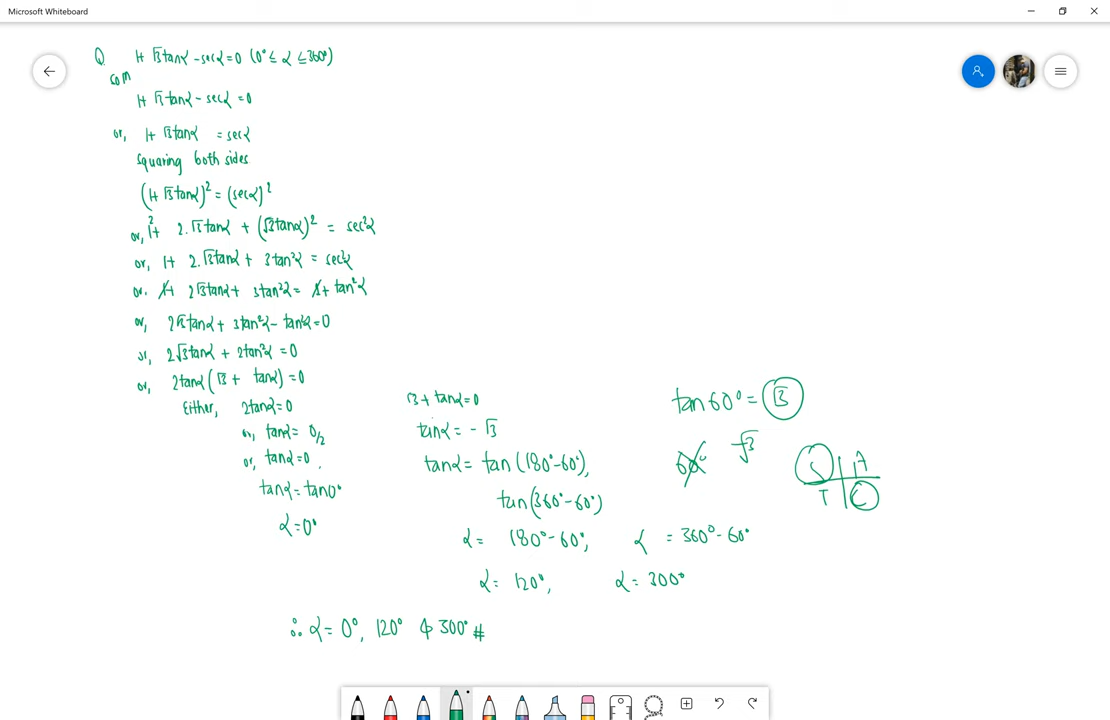 Microsoft Whiteboard
Q. 1+ √3tanα - secα = 0 (0° ≤ α ≤ 360°)
solⁿ
1+ √3tanα - secα = 0
or, 1+ √3tanα = secα
squaring both sides
(1+ √3tanα)² = (secα)²
or, 1²+ 2.√3tanα + (√3tanα)² = sec²α
or, 1+ 2.√3tanα + 3tan²α = sec²α
or. 1+ 2√3tanα + 3tan²α = 1+ tan²α
or, 2√3tanα + 3tan²α - tan²α = 0
or, 2√3tanα + 2tan²α = 0
or, 2tanα(√3 + tanα) = 0
Either, 2tanα = 0
or, tanα = 0/2
or, tanα = 0,
tanα = tan0°
α = 0°
√3 + tanα = 0
tanα = - √3
tanα = tan(180°-60°),
tan(360°-60°)
α = 180°-60°, α = 360°-60°
α = 120°, α = 300°
tan60° = √3
60° √3
S A
T C
∴ α = 0°, 120° & 300° #